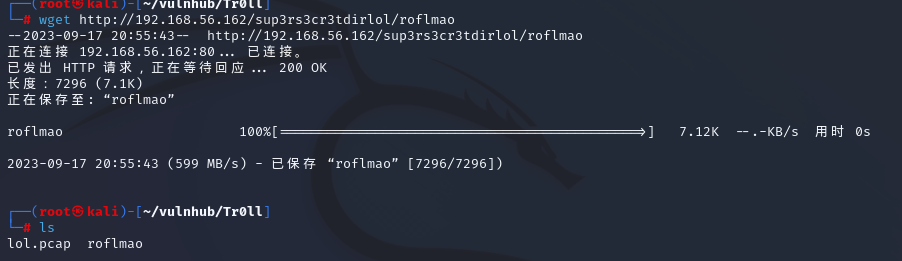 ┌──(root㉿kali)-[~/vulnhub/Tr0ll]
└─# wget http://192.168.56.162/sup3rs3cr3tdirlol/roflmao
--2023-09-17 20:55:43--  http://192.168.56.162/sup3rs3cr3tdirlol/roflmao
正在连接 192.168.56.162:80... 已连接。
已发出 HTTP 请求，正在等待回应... 200 OK
长度：7296 (7.1K)
正在保存至: “roflmao”
roflmao 100%[===================================================>] 7.12K --.-KB/s 用时 0s
2023-09-17 20:55:43 (599 MB/s) - 已保存 “roflmao” [7296/7296])
┌──(root㉿kali)-[~/vulnhub/Tr0ll]
└─# ls
lol.pcap  roflmao